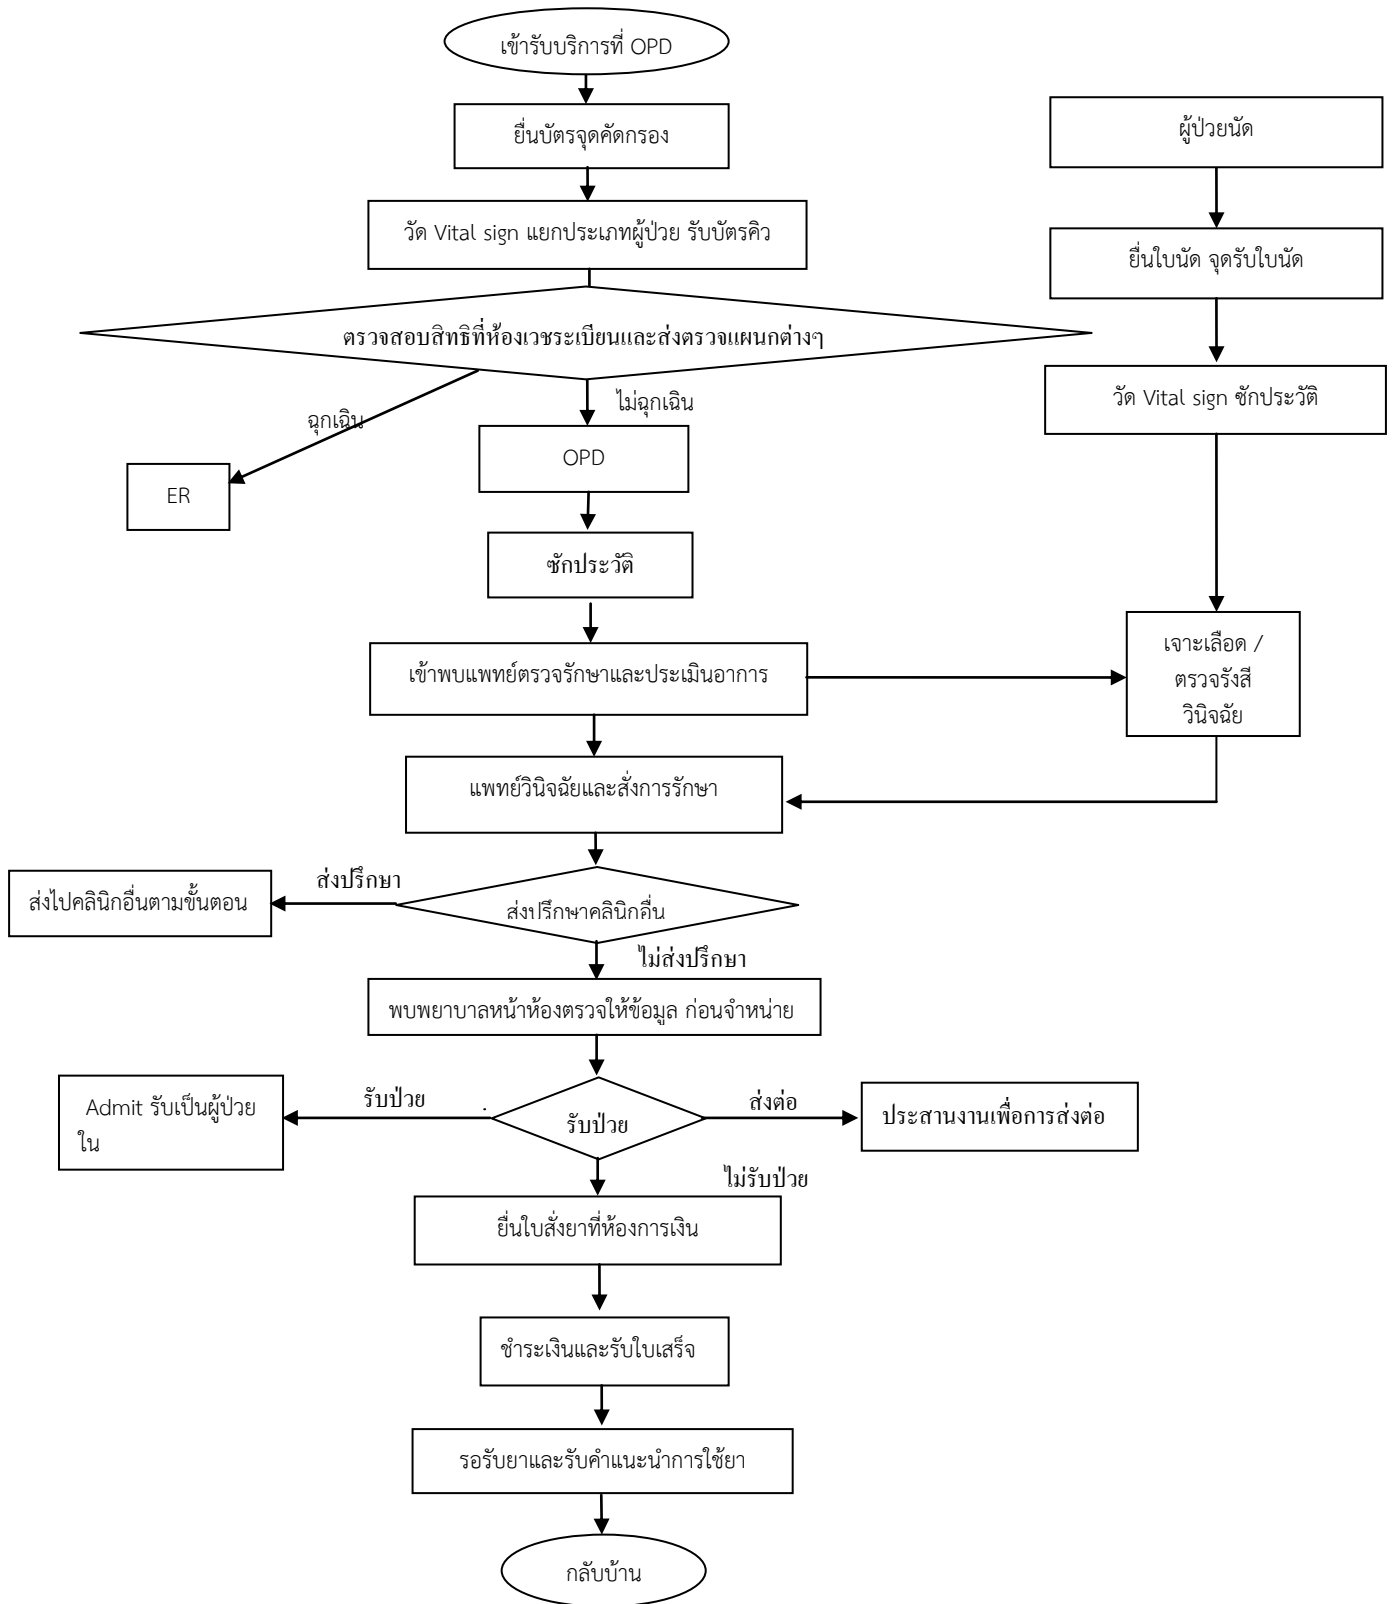 เข้ารับบริการที่ OPD
ยื่นบัตรจุดคัดกรอง
ผู้ป่วยนัด
วัด Vital sign แยกประเภทผู้ป่วย รับบัตรคิว
ยื่นใบนัด จุดรับใบนัด
ตรวจสอบสิทธิที่ห้องเวชระเบียนและส่งตรวจแผนกต่างๆ
วัด Vital sign ซักประวัติ
ไม่ฉุกเฉิน
ฉุกเฉิน
OPD
ER
ซักประวัติ
เข้าพบแพทย์ตรวจรักษาและประเมินอาการ
เจาะเลือด /
ตรวจรังสี
วินิจฉัย
แพทย์วินิจฉัยและสั่งการรักษา
ส่งปรึกษา
ส่งไปคลินิกอื่นตามขั้นตอน
ส่งปรึกษาคลินิกอื่น
ไม่ส่งปรึกษา
พบพยาบาลหน้าห้องตรวจให้ข้อมูล ก่อนจำหน่าย
รับป่วย
ส่งต่อ
Admit รับเป็นผู้ป่วย
ใน
รับป่วย
ประสานงานเพื่อการส่งต่อ
ไม่รับป่วย
ยื่นใบสั่งยาที่ห้องการเงิน
ชำระเงินและรับใบเสร็จ
รอรับยาและรับคำแนะนำการใช้ยา
กลับบ้าน